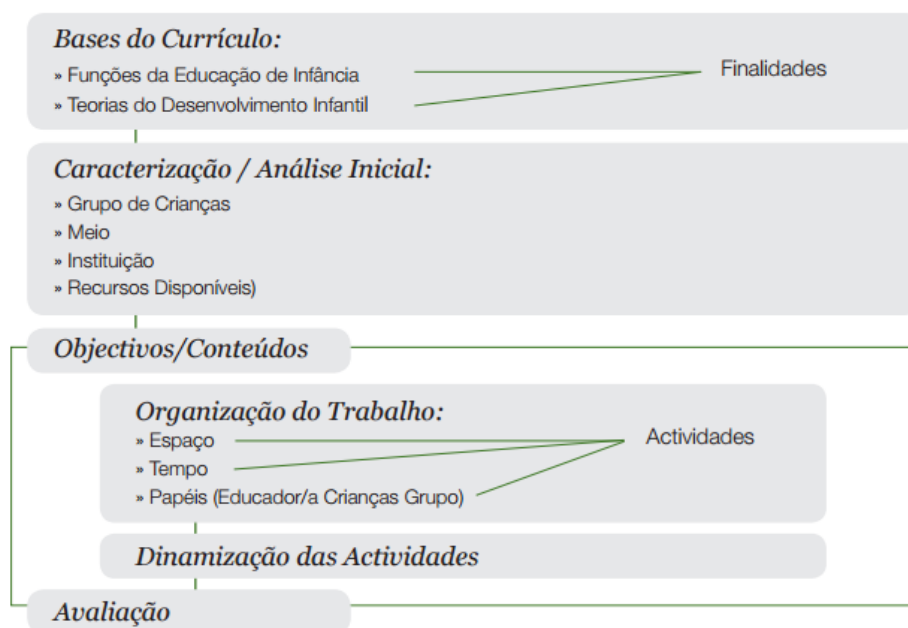 Bases do Currículo:
» Funções da Educação de Infância
Finalidades
» Teorias do Desenvolvimento Infantil
Caracterização / Análise Inicial:
» Grupo de Crianças
» Meio
» Instituição
» Recursos Disponíveis)
Objectivos/Conteúdos
Organização do Trabalho:
» Espaço
Actividades
» Tempo
» Papéis (Educador/a Crianças Grupo)
Dinamização das Actividades
Avaliação